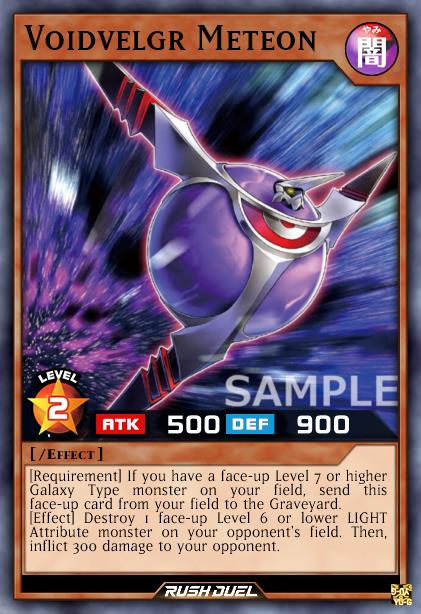 Voidvelgr Meteon
やみ
闇
SAMPLE
LEVEL
2
ATK 500 DEF 900
[/Effect]
[Requirement] If you have a face-up Level 7 or higher
Galaxy Type monster on your field, send this
face-up card from your field to the Graveyard.
[Effect] Destroy 1 face-up Level 6 or lower LIGHT
Attribute monster on your opponent's field. Then,
inflict 300 damage to your opponent.
RUSH DUEL